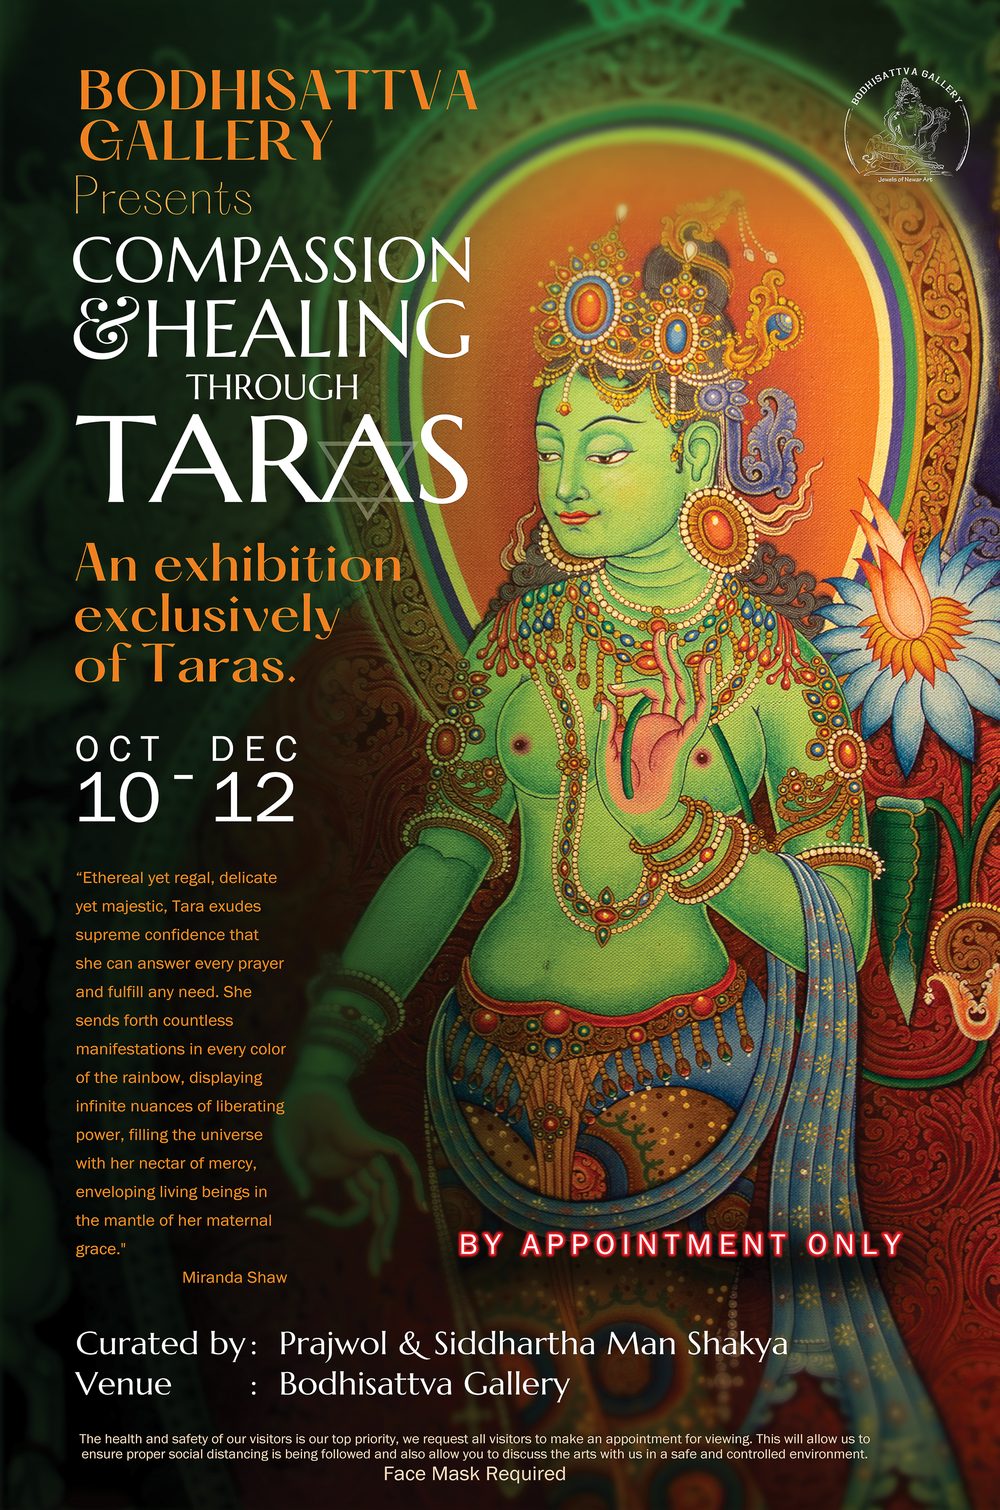 BODHISATTVA
GALLERY
Presents
COMPASSION
&HEALING
THROUGH
TARAS
BODHISATTVA GALLERY
Jewels of Newar Art
An exhibition
exclusively
of Taras.
OCT DEC
10 - 12
“Ethereal yet regal, delicate
yet majestic, Tara exudes
supreme confidence that
she can answer every prayer
and fulfill any need. She
sends forth countless
manifestations in every color
of the rainbow, displaying
infinite nuances of liberating
power, filling the universe
with her nectar of mercy,
enveloping living beings in
the mantle of her maternal
grace."
Miranda Shaw
BY APPOINTMENT ONLY
Curated by : Prajwol & Siddhartha Man Shakya
Venue : Bodhisattva Gallery
The health and safety of our visitors is our top priority, we request all visitors to make an appointment for viewing. This will allow us to
ensure proper social distancing is being followed and also allow you to discuss the arts with us in a safe and controlled environment.
Face Mask Required